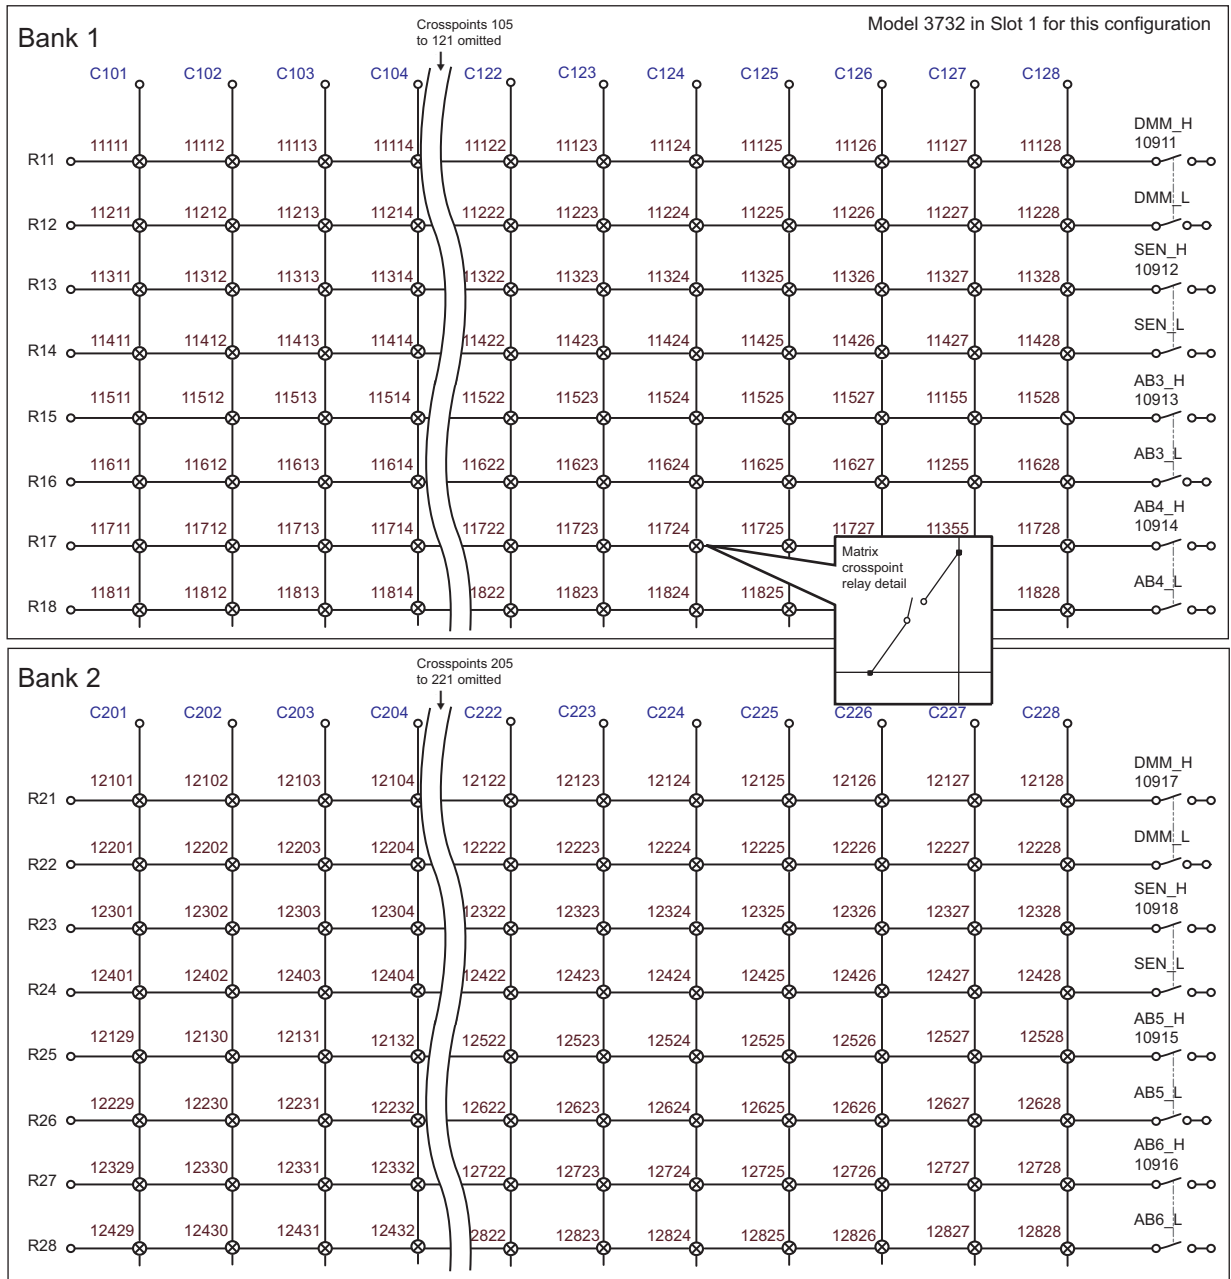 Bank 1
Crosspoints 105
to 121 omitted
Model 3732 in Slot 1 for this configuration
C101 C102 C103 C104 C122 C123 C124 C125 C126 C127 C128
DMM_H
11111 11112 11113 11114 11122 11123 11124 11125 11126 11127 11128 10911
R11
11211 11212 11213 11214 11222 11223 11224 11225 11226 11227 11228 DMM_L
R12
SEN_H
11311 11312 11313 11314 11322 11323 11324 11325 11326 11327 11328 10912
R13
11411 11412 11413 11414 11422 11423 11424 11425 11426 11427 11428 SEN_L
R14
AB3_H
11511 11512 11513 11514 11522 11523 11524 11525 11527 11155 11528 10913
R15
11611 11612 11613 11614 11622 11623 11624 11625 11627 11255 11628 AB3_L
R16
AB4_H
11711 11712 11713 11714 11722 11723 11724 11725 11727 11355 11728 10914
R17
Matrix
crosspoint
relay detail
11811 11812 11813 11814 11822 11823 11824 11825 11828 AB4_L
R18
Bank 2
Crosspoints 205
to 221 omitted
C201 C202 C203 C204 C222 C223 C224 C225 C226 C227 C228
DMM_H
12101 12102 12103 12104 12122 12123 12124 12125 12126 12127 12128 10917
R21
12201 12202 12203 12204 12222 12223 12224 12225 12226 12227 12228 DMM_L
R22
SEN_H
12301 12302 12303 12304 12322 12323 12324 12325 12326 12327 12328 10918
R23
12401 12402 12403 12404 12422 12423 12424 12425 12426 12427 12428 SEN_L
R24
AB5_H
12129 12130 12131 12132 12522 12523 12524 12525 12526 12527 12528 10915
R25
12229 12230 12231 12232 12622 12623 12624 12625 12626 12627 12628 AB5_L
R26
AB6_H
12329 12330 12331 12332 12722 12723 12724 12725 12726 12727 12728 10916
R27
12429 12430 12431 12432 12822 12823 12824 12825 12826 12827 12828 AB6_L
R28